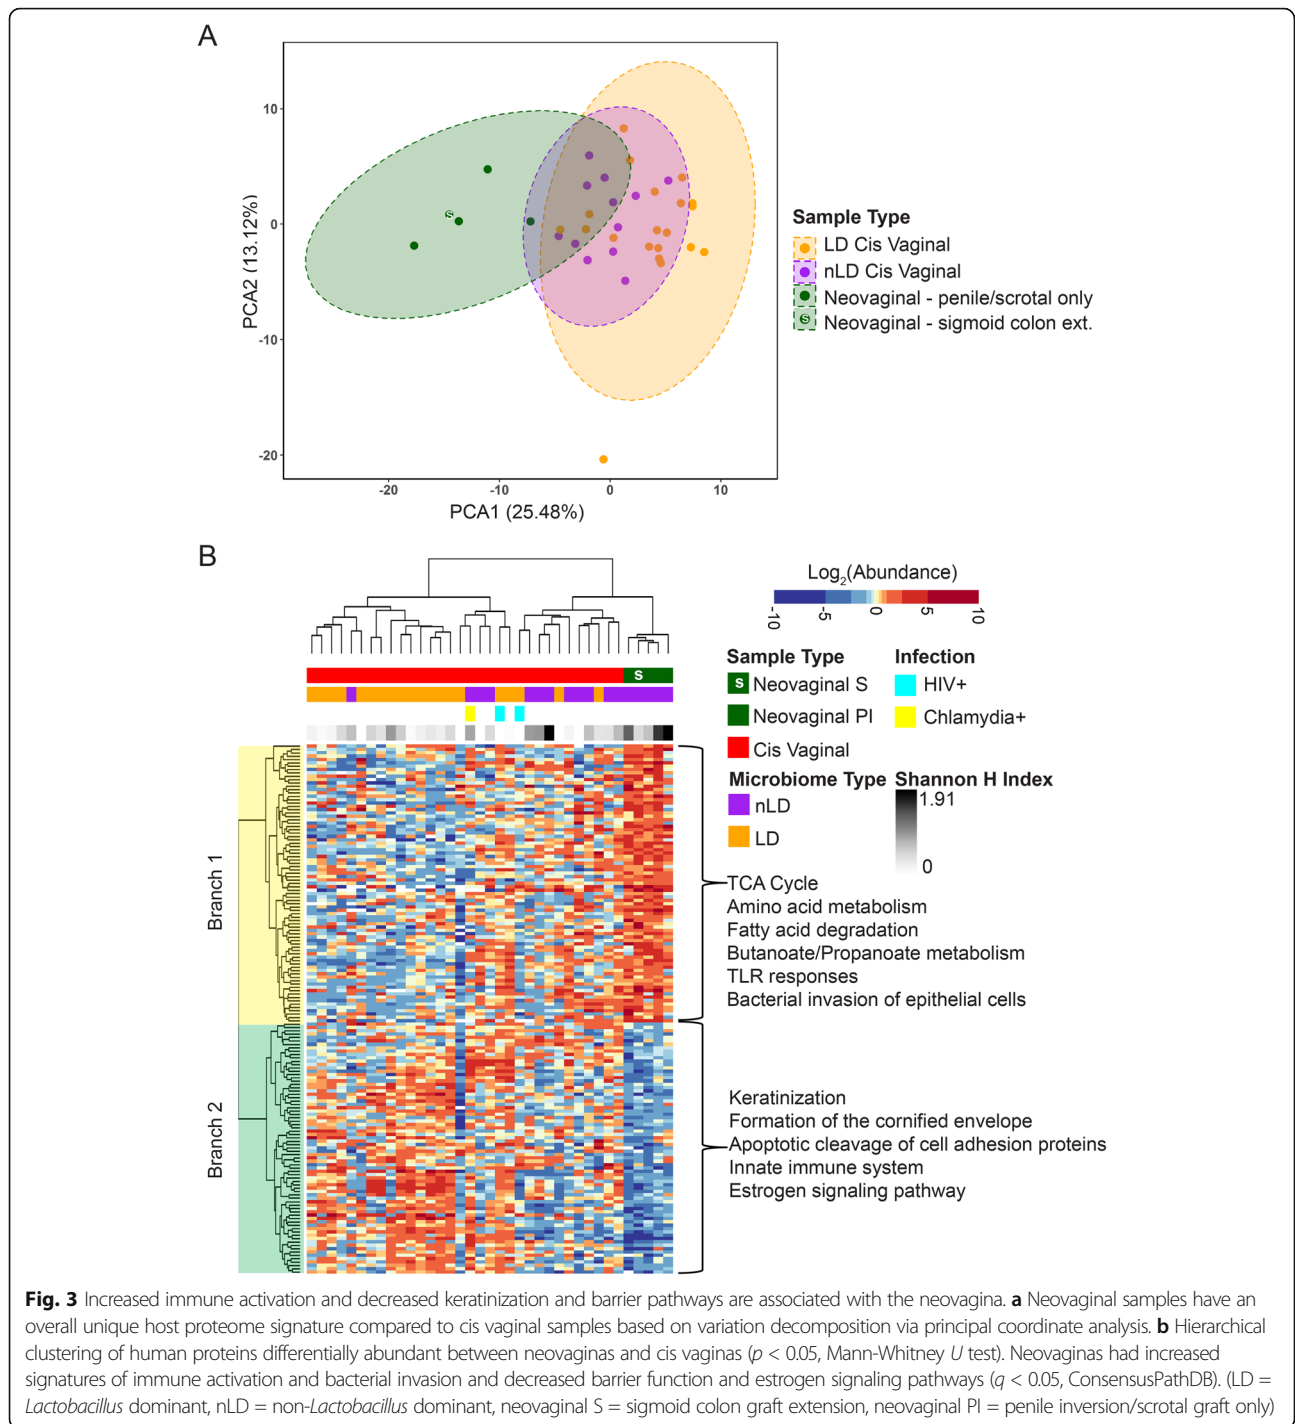 A
10
0
-10
-20
PCA2 (13.12%)
-20
-10
0
10
PCA1 (25.48%)
S
Sample Type
LD Cis Vaginal
nLD Cis Vaginal
Neovaginal - penile/scrotal only
S Neovaginal - sigmoid colon ext.
B
Log2(Abundance)
-10
-5
0
5
10
S
Sample Type
S Neovaginal S
Neovaginal PI
Cis Vaginal
Infection
HIV+
Chlamydia+
Microbiome Type
nLD
LD
Shannon H Index
1.91
0
Branch 1
TCA Cycle
Amino acid metabolism
Fatty acid degradation
Butanoate/Propanoate metabolism
TLR responses
Bacterial invasion of epithelial cells
Branch 2
Keratinization
Formation of the cornified envelope
Apoptotic cleavage of cell adhesion proteins
Innate immune system
Estrogen signaling pathway
Fig. 3 Increased immune activation and decreased keratinization and barrier pathways are associated with the neovagina. a Neovaginal samples have an
overall unique host proteome signature compared to cis vaginal samples based on variation decomposition via principal coordinate analysis. b Hierarchical
clustering of human proteins differentially abundant between neovaginas and cis vaginas (p < 0.05, Mann-Whitney U test). Neovaginas had increased
signatures of immune activation and bacterial invasion and decreased barrier function and estrogen signaling pathways (q < 0.05, ConsensusPathDB). (LD =
Lactobacillus dominant, nLD = non-Lactobacillus dominant, neovaginal S = sigmoid colon graft extension, neovaginal PI = penile inversion/scrotal graft only)